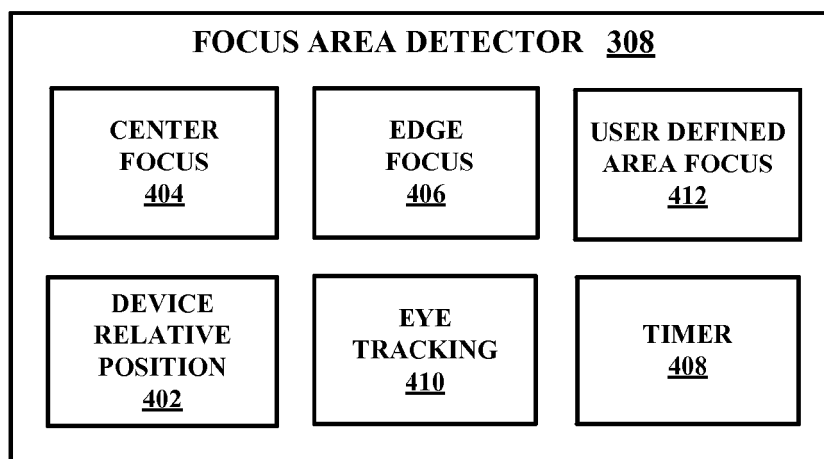 FOCUS AREA DETECTOR 308
CENTER
FOCUS
404
EDGE
FOCUS
406
USER DEFINED
AREA FOCUS
412
DEVICE
RELATIVE
POSITION
402
EYE
TRACKING
410
TIMER
408